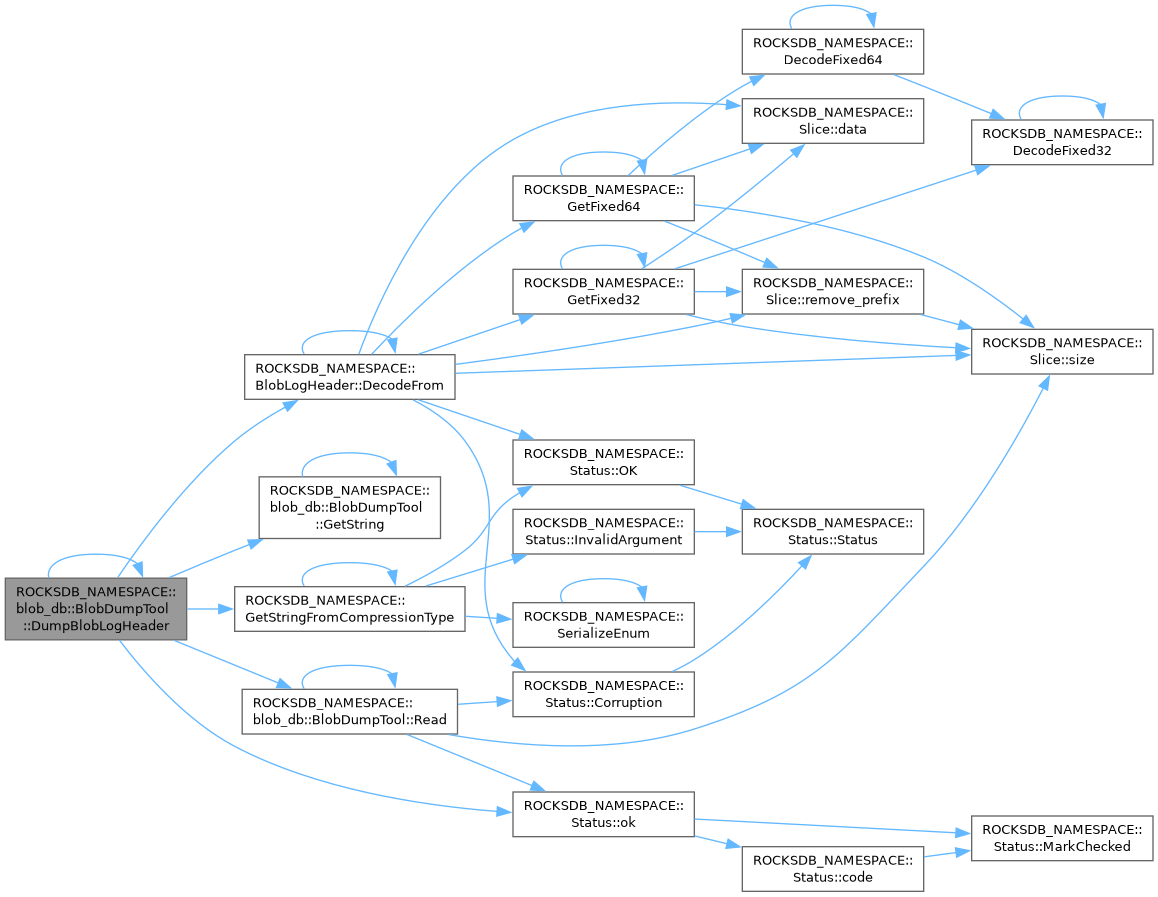 ROCKSDB_NAMESPACE::
DecodeFixed64
ROCKSDB_NAMESPACE::
Slice::data
ROCKSDB_NAMESPACE::
DecodeFixed32
ROCKSDB_NAMESPACE::
GetFixed64
ROCKSDB_NAMESPACE::
GetFixed32
ROCKSDB_NAMESPACE::
Slice::remove_prefix
ROCKSDB_NAMESPACE::
Slice::size
ROCKSDB_NAMESPACE::
BlobLogHeader::DecodeFrom
ROCKSDB_NAMESPACE::
Status::OK
ROCKSDB_NAMESPACE::
blob_db::BlobDumpTool
::GetString
ROCKSDB_NAMESPACE::
Status::InvalidArgument
ROCKSDB_NAMESPACE::
Status::Status
ROCKSDB_NAMESPACE::
blob_db::BlobDumpTool
::DumpBlobLogHeader
ROCKSDB_NAMESPACE::
GetStringFromCompressionType
ROCKSDB_NAMESPACE::
SerializeEnum
ROCKSDB_NAMESPACE::
Status::Corruption
ROCKSDB_NAMESPACE::
blob_db::BlobDumpTool::Read
ROCKSDB_NAMESPACE::
Status::ok
ROCKSDB_NAMESPACE::
Status::MarkChecked
ROCKSDB_NAMESPACE::
Status::code